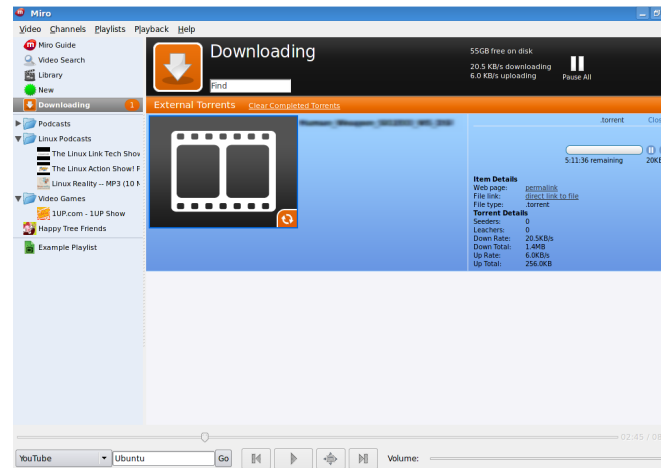 Miro
Video Channels Playlists Playback Help
Miro Guide
Video Search
Library
New
Downloading 1
Podcasts
Linux Podcasts
The Linux Link Tech Show
The Linux Action Show! F
Linux Reality -- MP3 (10 M
Video Games
1UP.com - 1UP Show
Happy Tree Friends
Example Playlist
Downloading
Find
55GB free on disk
20.5 KB/s downloading
6.0 KB/s uploading
Pause All
External Torrents Clear Completed Torrents
.torrent Clos
5:11:36 remaining 20KB
Item Details
Web page: permalink
File link: direct link to file
File type: .torrent
Torrent Details
Seeders: 0
Leachers: 0
Down Rate: 20.5KB/s
Down Total: 1.4MB
Up Rate: 6.0KB/s
Up Total: 256.0KB
02:45 / 08
YouTube Ubuntu Go Volume: